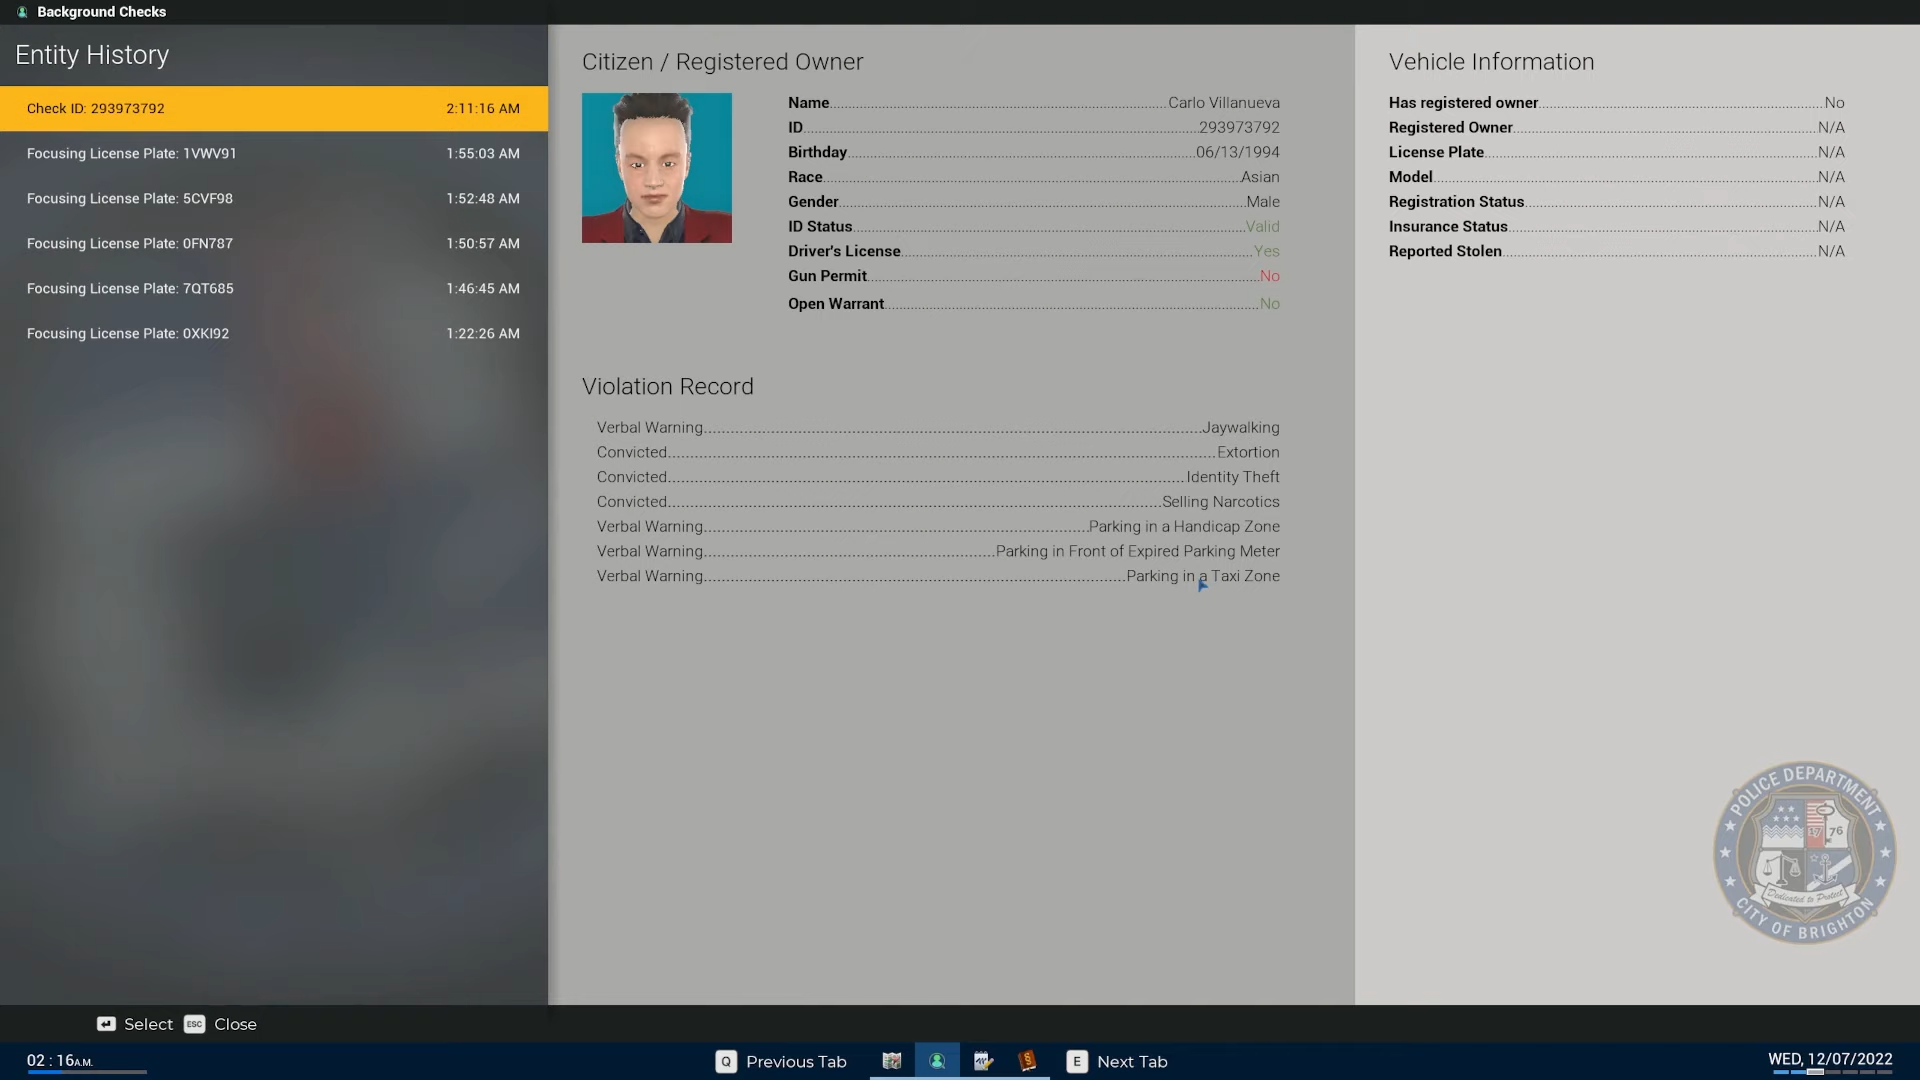 Background Checks
Entity History
Check ID: 293973792 2:11:16 AM
Focusing License Plate: 1VWV91 1:55:03 AM
Focusing License Plate: 5CVF98 1:52:48 AM
Focusing License Plate: 0FN787 1:50:57 AM
Focusing License Plate: 7QT685 1:46:45 AM
Focusing License Plate: 0XKI92 1:22:26 AM
Citizen / Registered Owner
Name Carlo Villanueva
ID 293973792
Birthday 06/13/1994
Race Asian
Gender Male
ID Status Valid
Driver's License Yes
Gun Permit No
Open Warrant No
Violation Record
Verbal Warning Jaywalking
Convicted Extortion
Convicted Identity Theft
Convicted Selling Narcotics
Verbal Warning Parking in a Handicap Zone
Verbal Warning Parking in Front of Expired Parking Meter
Verbal Warning Parking in a Taxi Zone
Vehicle Information
Has registered owner No
Registered Owner N/A
License Plate N/A
Model N/A
Registration Status N/A
Insurance Status N/A
Reported Stolen N/A
POLICE DEPARTMENT
17 76
Dedicated to Protect
CITY OF BRIGHTON
Select ESC Close
02 : 16 A.M.
Q Previous Tab E Next Tab
WED, 12/07/2022